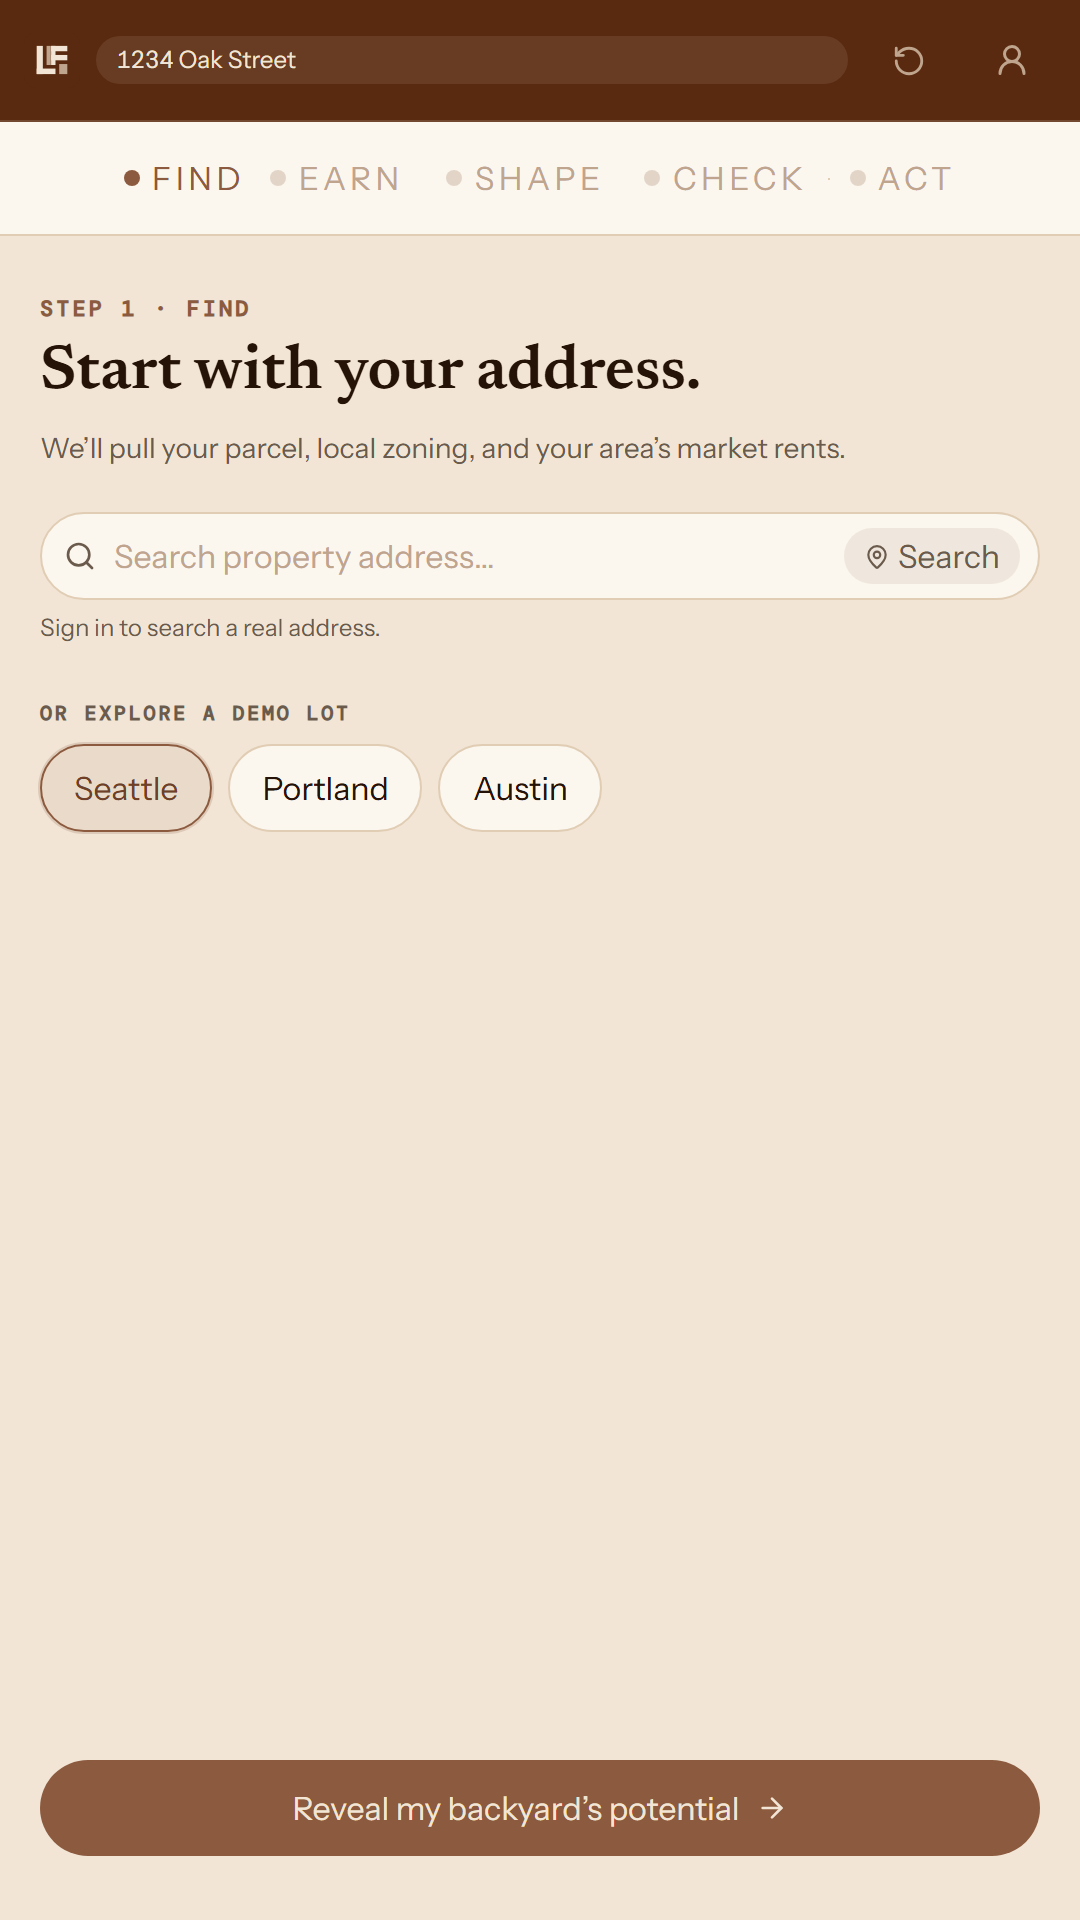 LF
1234 Oak Street
FIND EARN SHAPE CHECK · ACT
STEP 1 · FIND
Start with your address.
We’ll pull your parcel, local zoning, and your area’s market rents.
Search property address... Search
Sign in to search a real address.
OR EXPLORE A DEMO LOT
Seattle Portland Austin
Reveal my backyard’s potential →